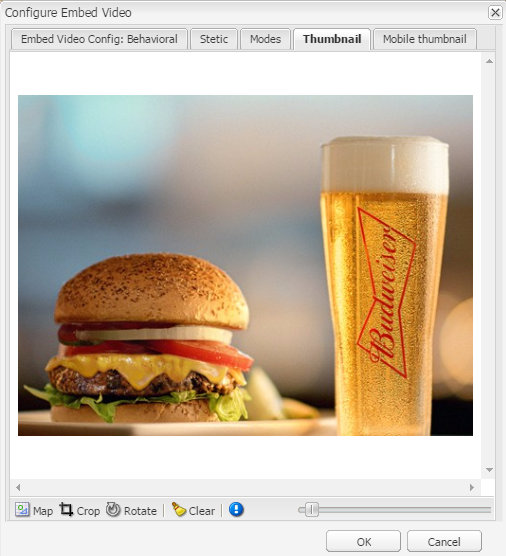 Configure Embed Video
Embed Video Config: Behavioral
Stetic
Modes
Thumbnail
Mobile thumbnail
Budweiser
Map
Crop
Rotate
Clear
OK
Cancel